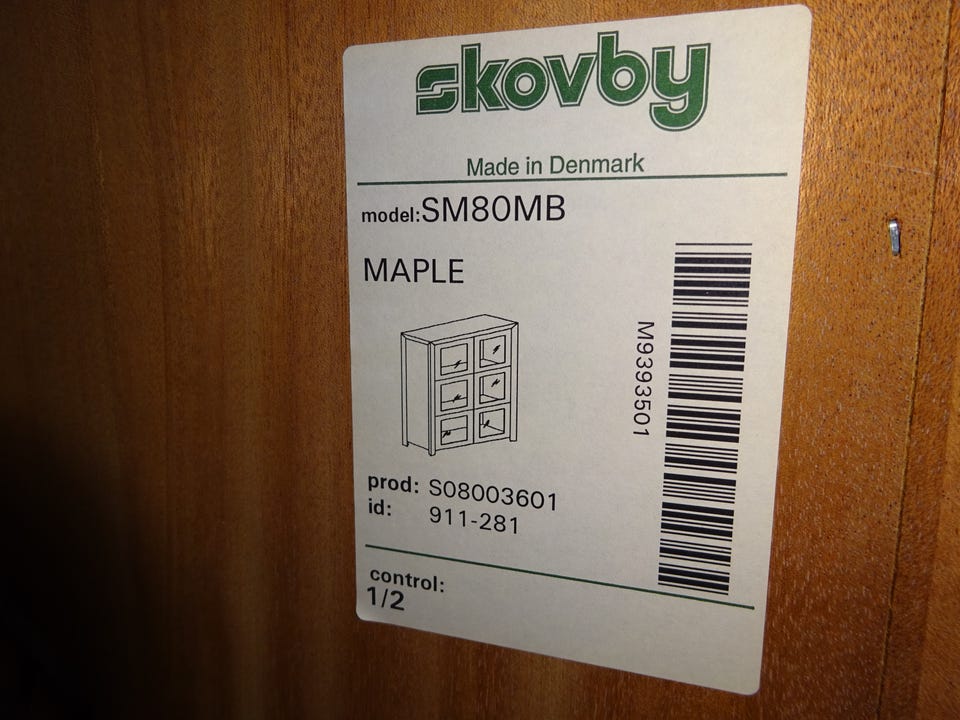 skovby
Made in Denmark
model:SM80MB
MAPLE
M9393501
prod: S08003601
id: 911-281
control:
1/2